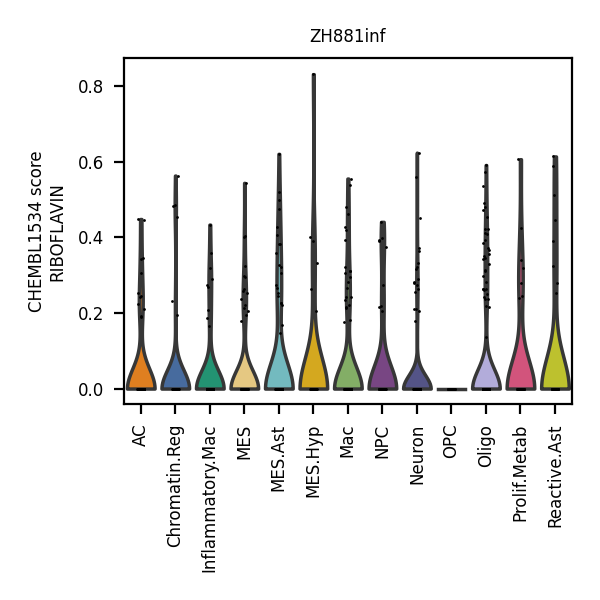 ZH881inf
CHEMBL1534 score
RIBOFLAVIN
0.8
0.6
0.4
0.2
0.0
AC
Chromatin.Reg
Inflammatory.Mac
MES
MES.Ast
MES.Hyp
Mac
NPC
Neuron
OPC
Oligo
Prolif.Metab
Reactive.Ast